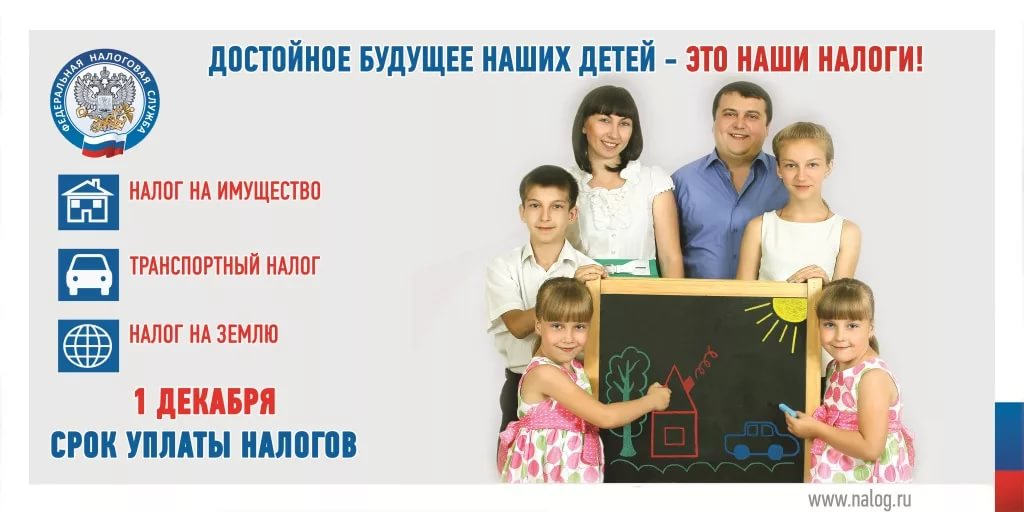 ДОСТОЙНОЕ БУДУЩЕЕ НАШИХ ДЕТЕЙ - ЭТО НАШИ НАЛОГИ!
ФЕДЕРАЛЬНАЯ НАЛОГОВАЯ СЛУЖБА
НАЛОГ НА ИМУЩЕСТВО
ТРАНСПОРТНЫЙ НАЛОГ
НАЛОГ НА ЗЕМЛЮ
1 ДЕКАБРЯ
СРОК УПЛАТЫ НАЛОГОВ
www.nalog.ru